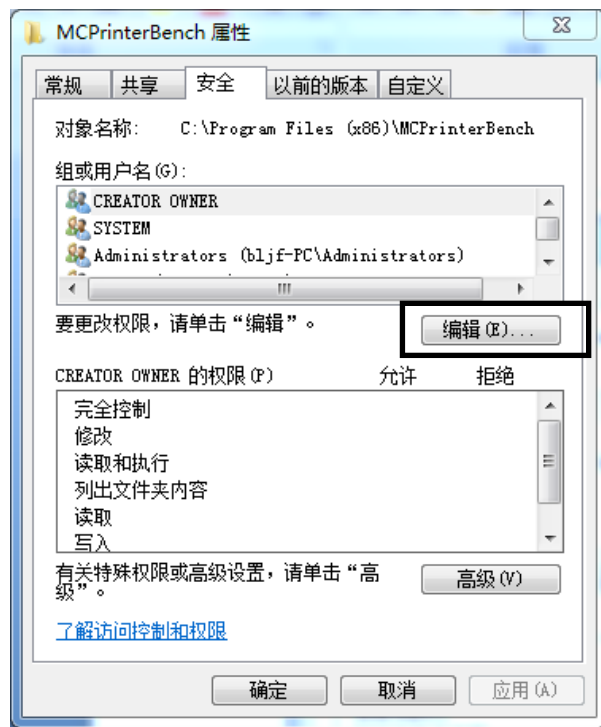 MCPrinterBench 属性
常规 共享 安全 以前的版本 自定义
对象名称: C:\Program Files (x86)\MCPrinterBench
组或用户名(G):
CREATOR OWNER
SYSTEM
Administrators (bljf-PC\Administrators)
要更改权限，请单击“编辑”。 编辑(E)...
CREATOR OWNER 的权限(P) 允许 拒绝
完全控制
修改
读取和执行
列出文件夹内容
读取
写入
有关特殊权限或高级设置，请单击“高
级”。 高级(V)
了解访问控制和权限
确定 取消 应用(A)